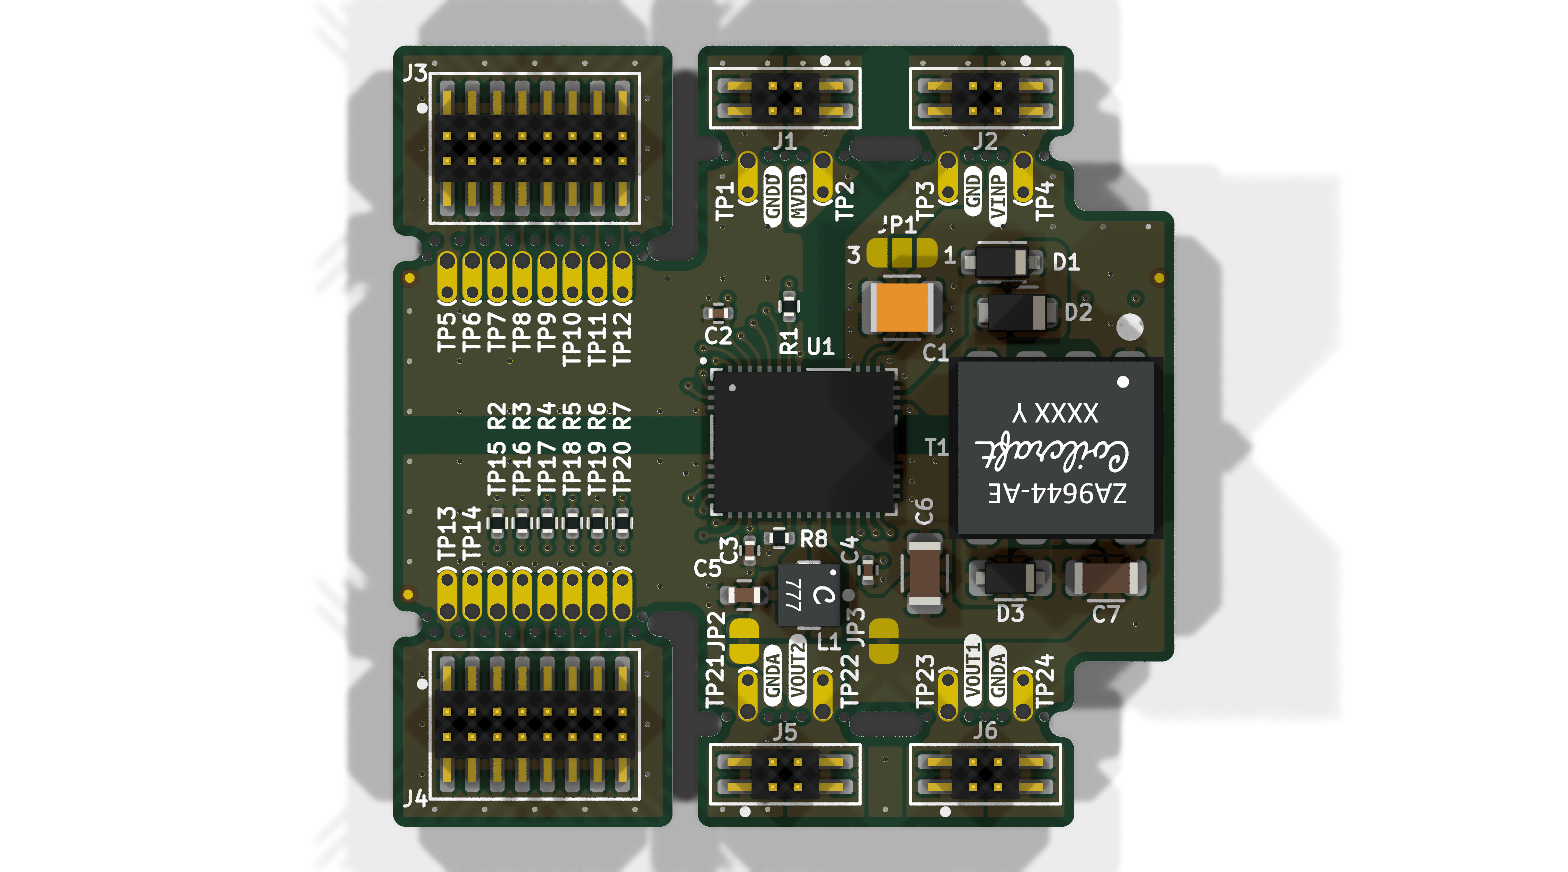 J3
J1
J2
TP1
GNDD
MVDD
TP2
TP3
GND
VINP
TP4
JP1
3
1
D1
D2
TP5
TP6
TP7
TP8
TP9
TP10
TP11
TP12
C2
R1
U1
C1
TP15 R2
TP16 R3
TP17 R4
TP18 R5
TP19 R6
TP20 R7
T1
XXXX Y
Coilcraft
ZA9644-AE
TP13
TP14
C3
R8
C4
C6
C5
C
777
L1
D3
C7
JP2
JP3
TP21
GNDA
VOUT2
TP22
TP23
VOUT1
GNDA
TP24
J5
J6
J4